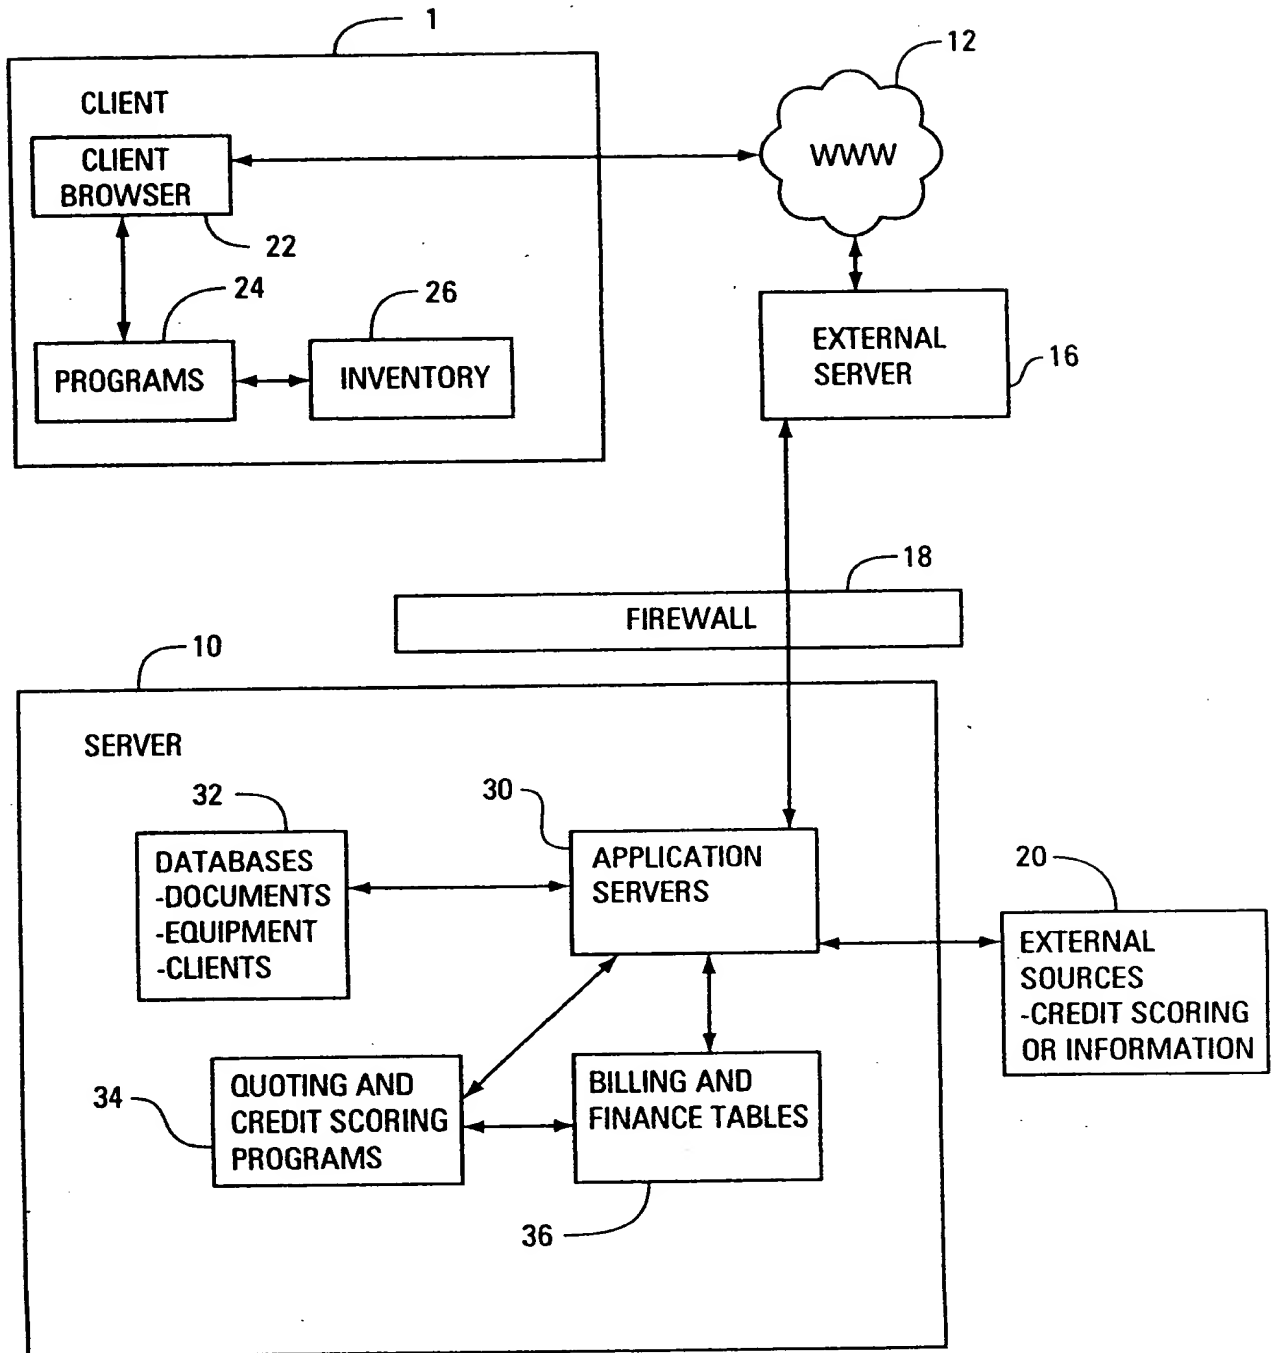 1
12
CLIENT
CLIENT
BROWSER
WWW
22
24
26
EXTERNAL
SERVER
16
PROGRAMS
INVENTORY
18
FIREWALL
10
SERVER
32
30
DATABASES
-DOCUMENTS
-EQUIPMENT
-CLIENTS
APPLICATION
SERVERS
20
EXTERNAL
SOURCES
-CREDIT SCORING
OR INFORMATION
34
QUOTING AND
CREDIT SCORING
PROGRAMS
BILLING AND
FINANCE TABLES
36